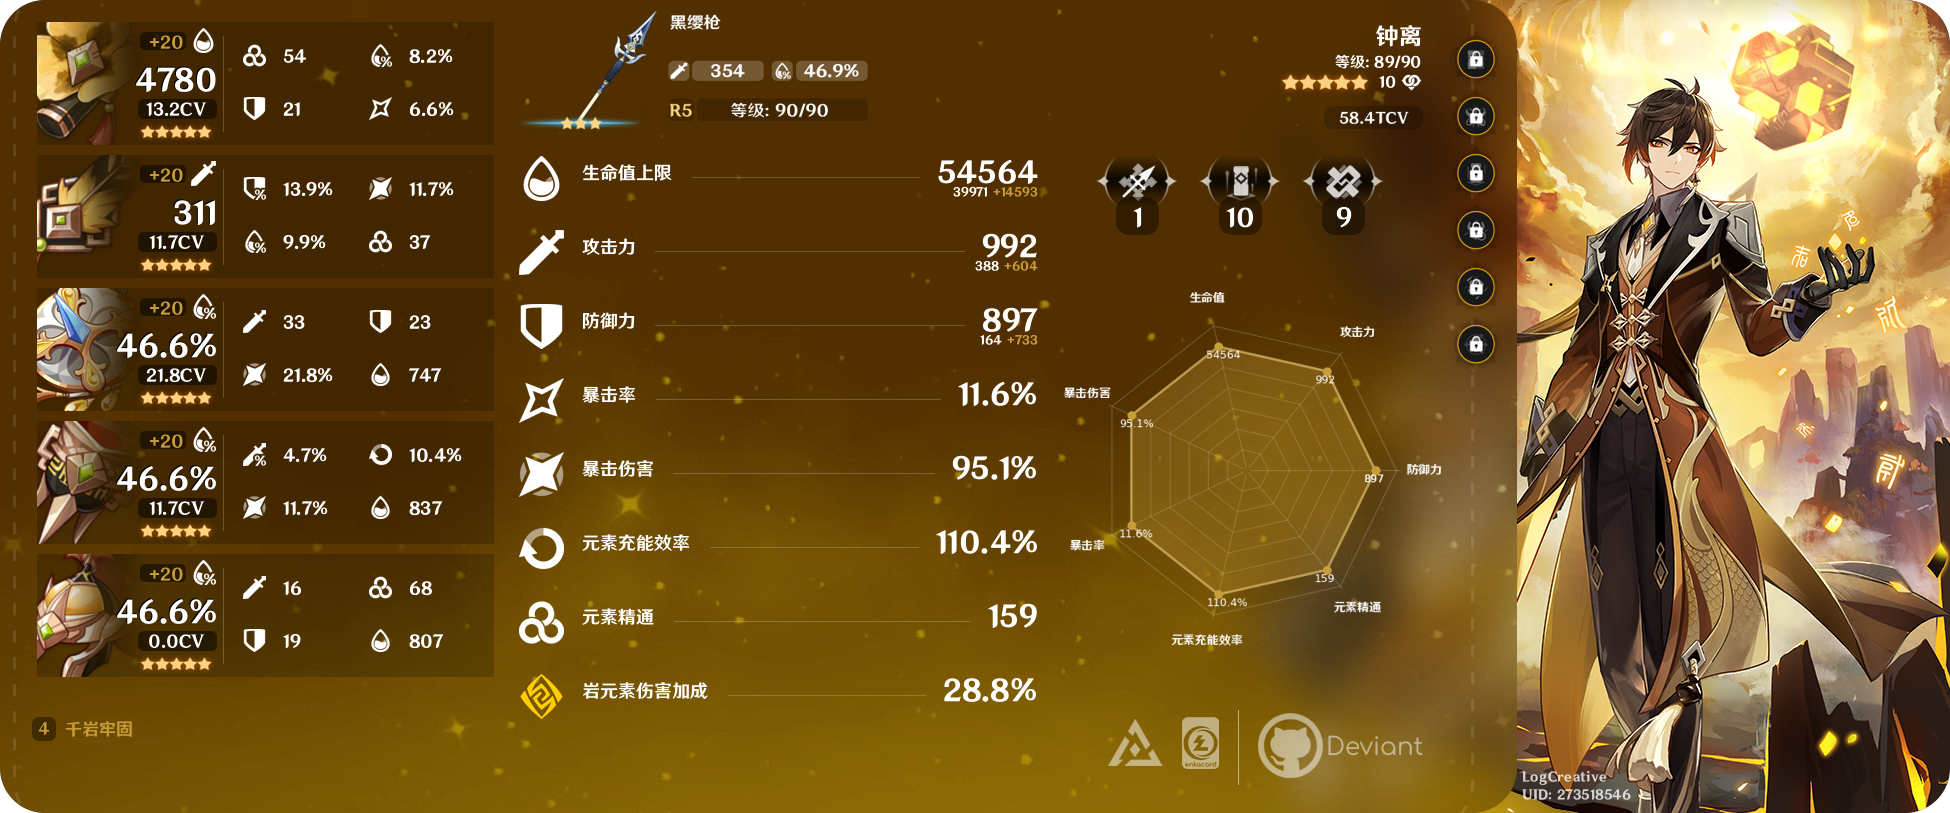 +20
4780
13.2CV
54
8.2%
21
6.6%
+20
311
11.7CV
13.9%
11.7%
9.9%
37
+20
46.6%
21.8CV
33
23
21.8%
747
+20
46.6%
11.7CV
4.7%
10.4%
11.7%
837
+20
46.6%
0.0CV
16
68
19
807
4 千岩牢固
黑缨枪
354 46.9%
R5 等级: 90/90
生命值上限 54564
39971 +14593
攻击力 992
388 +604
防御力 897
164 +733
暴击率 11.6%
暴击伤害 95.1%
元素充能效率 110.4%
元素精通 159
岩元素伤害加成 28.8%
钟离
等级: 89/90
10
58.4TCV
1 10 9
生命值
攻击力
54564
992
暴击伤害
95.1%
防御力
897
11.6%
暴击率
159
110.4%
元素精通
元素充能效率
enkacard
Deviant
LogCreative
UID: 273518546